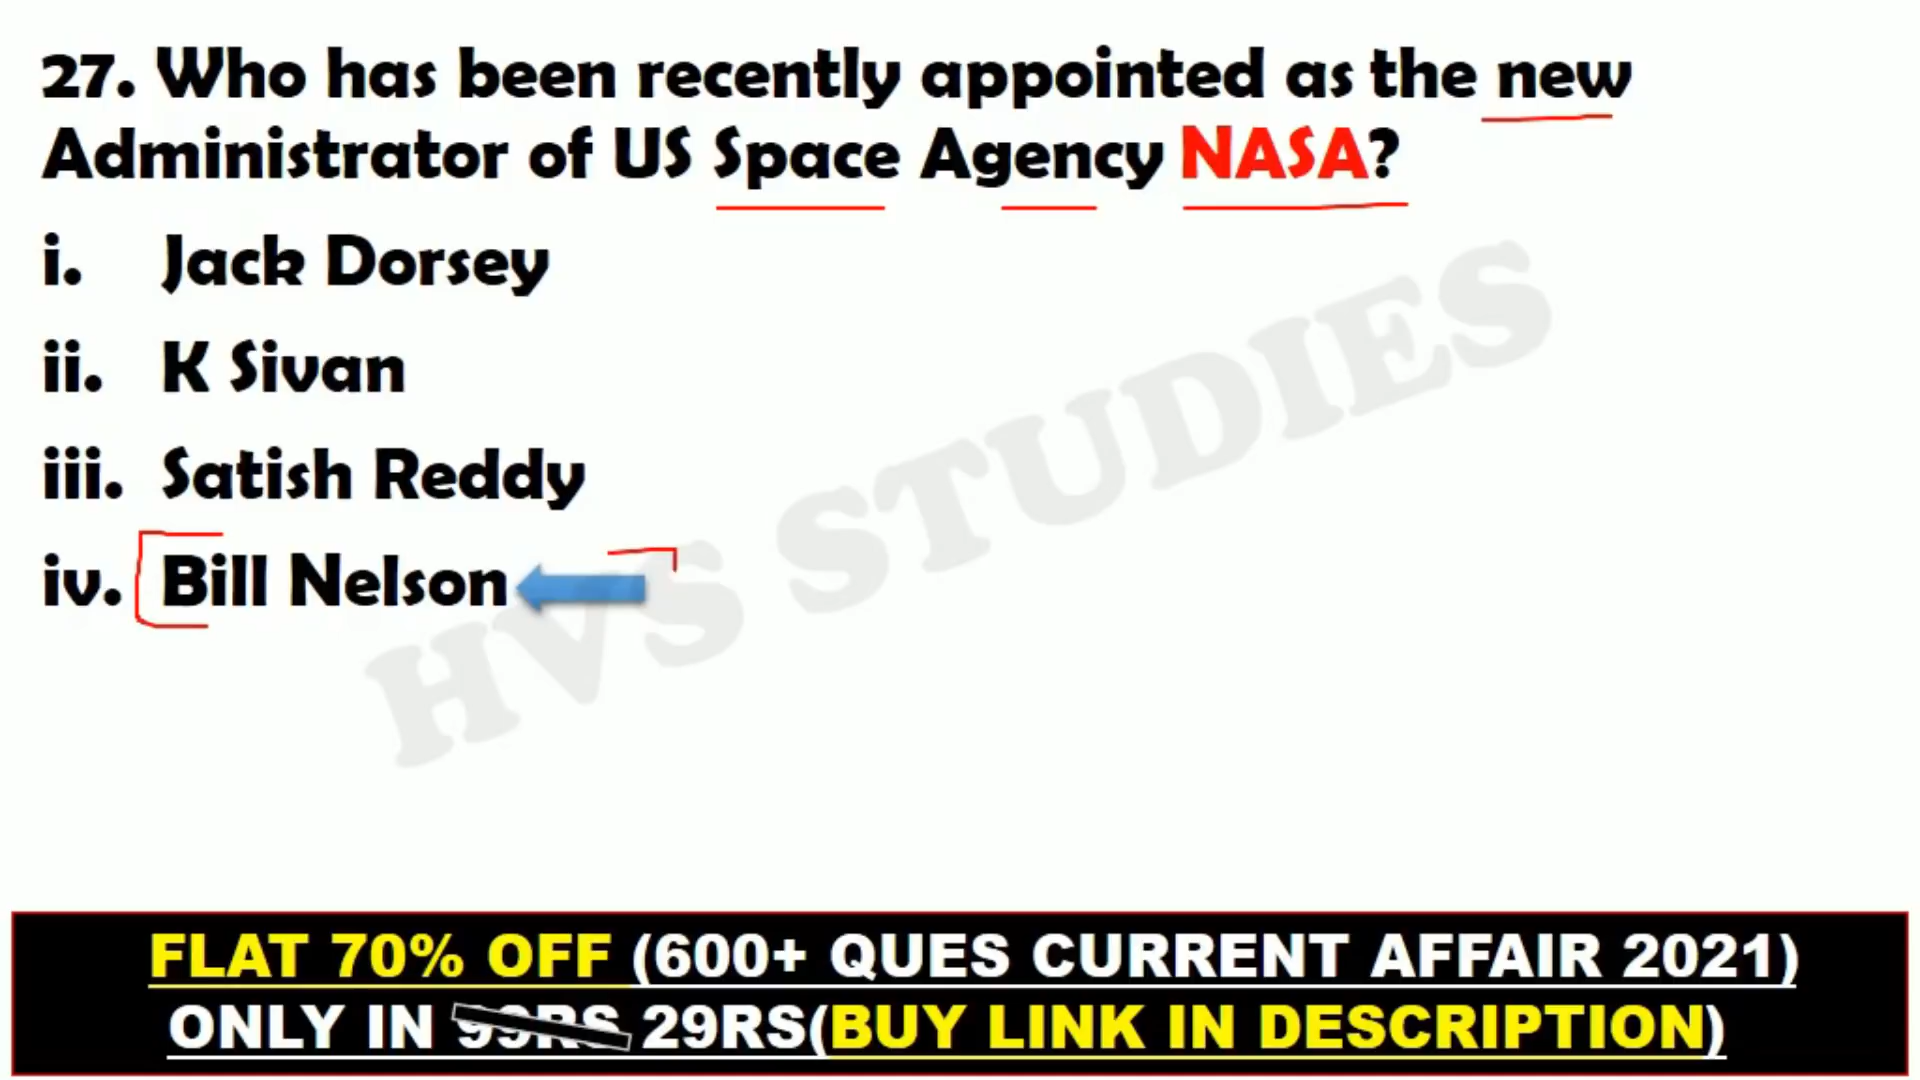 27. Who has been recently appointed as the new
Administrator of US Space Agency NASA?
i. Jack Dorsey
ii. K Sivan
iii. Satish Reddy
iv. Bill Nelson
HVS STUDIES
FLAT 70% OFF (600+ QUES CURRENT AFFAIR 2021)
ONLY IN 99RS 29RS(BUY LINK IN DESCRIPTION)